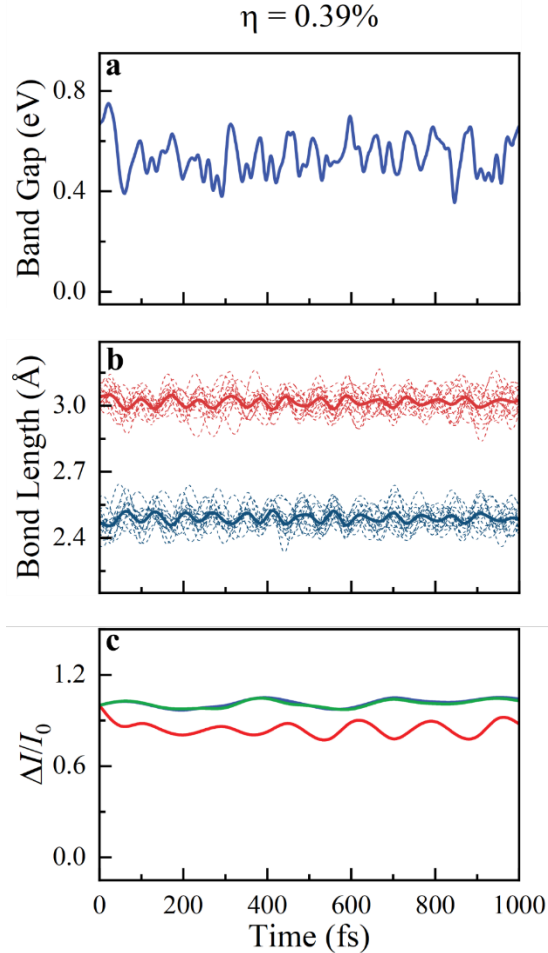 η = 0.39%
a
Band Gap (eV)
0.8
0.4
0.0
b
Bond Length (Å)
3.0
2.7
2.4
c
ΔI/I0
1.2
0.6
0.0
0 200 400 600 800 1000
Time (fs)